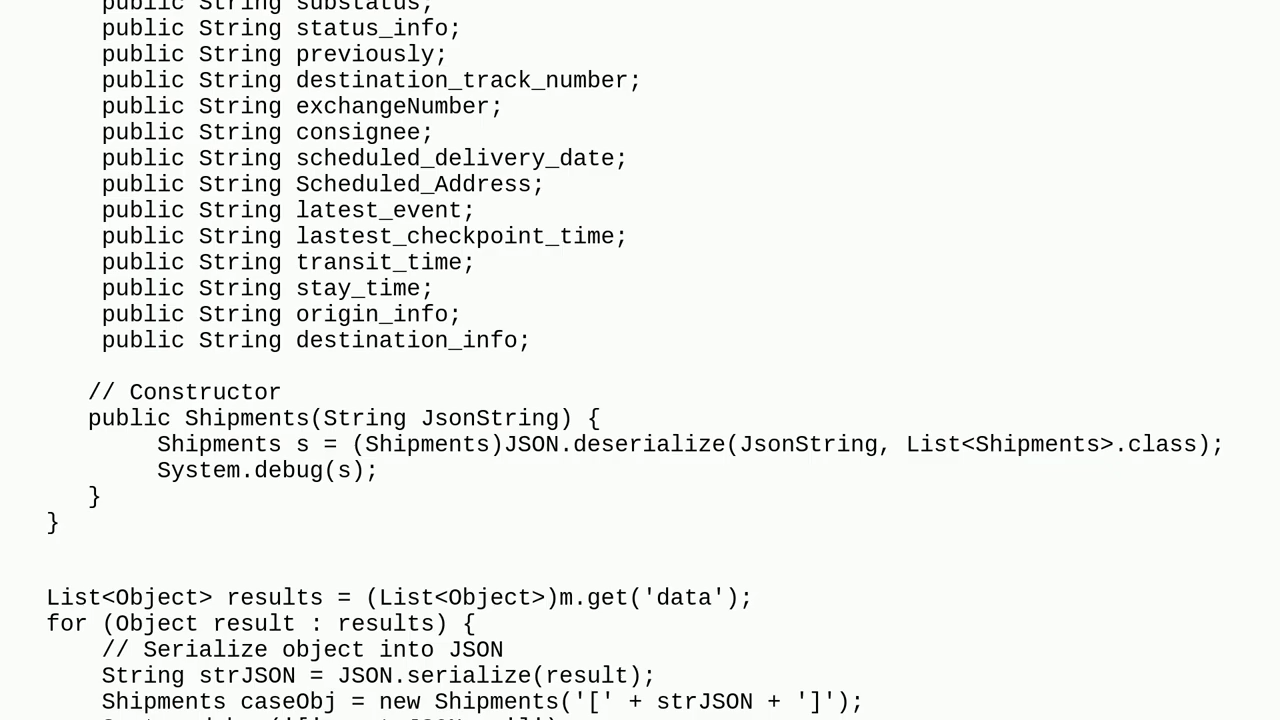 public String substatus;
public String status_info;
public String previously;
public String destination_track_number;
public String exchangeNumber;
public String consignee;
public String scheduled_delivery_date;
public String Scheduled_Address;
public String latest_event;
public String lastest_checkpoint_time;
public String transit_time;
public String stay_time;
public String origin_info;
public String destination_info;
// Constructor
public Shipments(String JsonString) {
Shipments s = (Shipments)JSON.deserialize(JsonString, List<Shipments>.class);
System.debug(s);
}
}
List<Object> results = (List<Object>)m.get('data');
for (Object result : results) {
// Serialize object into JSON
String strJSON = JSON.serialize(result);
Shipments caseObj = new Shipments('[' + strJSON + ']');